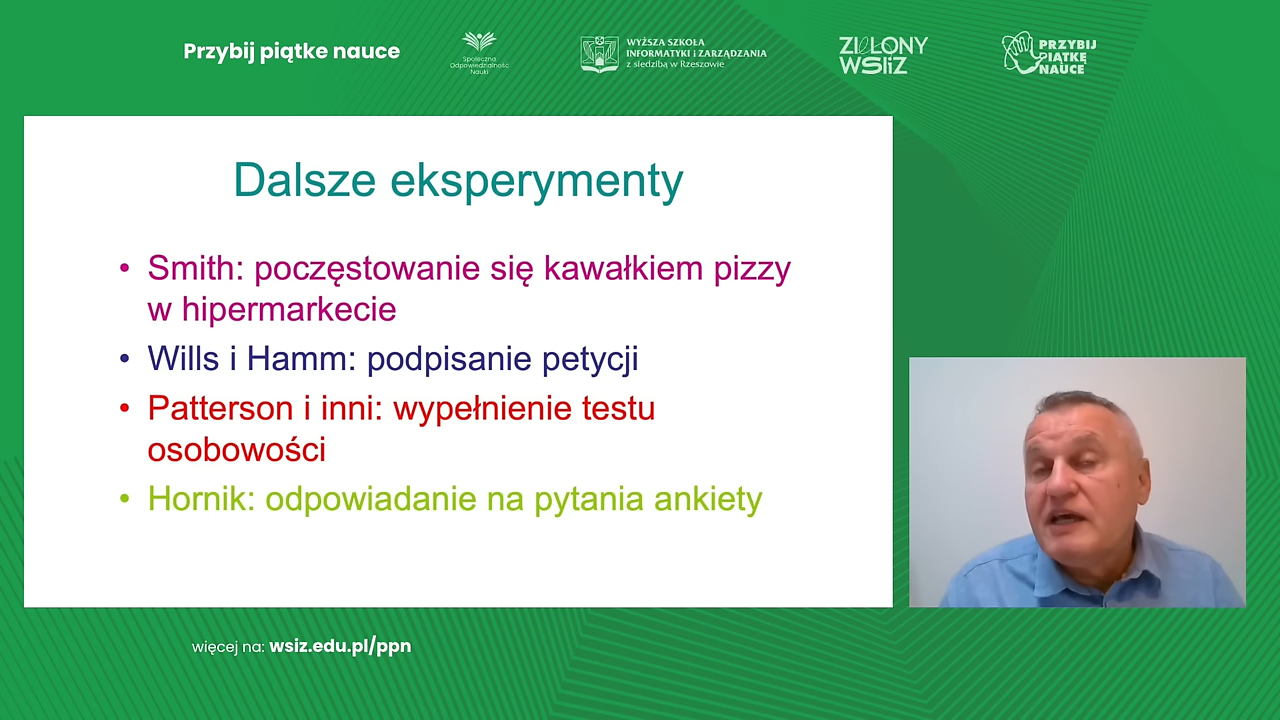 Przybij piątke nauce
Społeczna
Odpowiedzialność
Nauki
WYŻSZA SZKOŁA
INFORMATYKI i ZARZĄDZANIA
z siedzibą w Rzeszowie
ZIELONY
WSIiZ
PRZYBIJ
PIĄTKĘ
NAUCE
Dalsze eksperymenty
• Smith: poczęstowanie się kawałkiem pizzy
w hipermarkecie
• Wills i Hamm: podpisanie petycji
• Patterson i inni: wypełnienie testu
osobowości
• Hornik: odpowiadanie na pytania ankiety
więcej na: wsiz.edu.pl/ppn